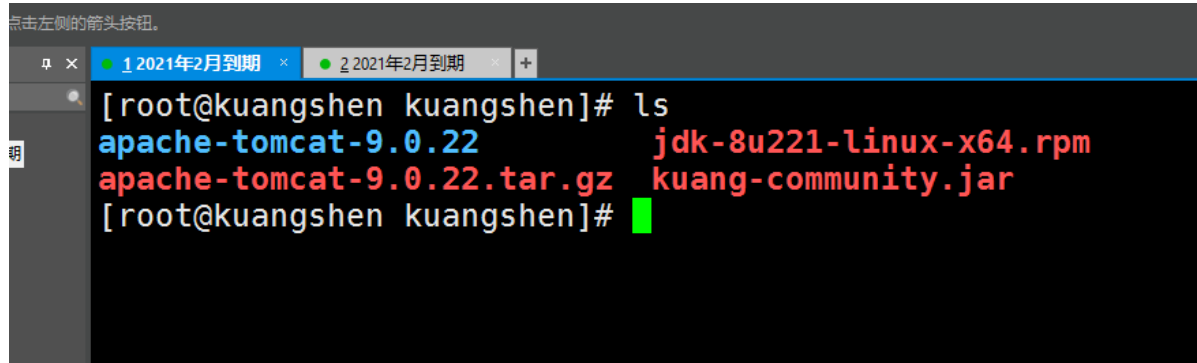 点击左侧的箭头按钮。
1 2021年2月到期 × 2 2021年2月到期 × +
[root@kuangshen kuangshen]# ls
apache-tomcat-9.0.22 jdk-8u221-linux-x64.rpm
期
apache-tomcat-9.0.22.tar.gz kuang-community.jar
[root@kuangshen kuangshen]#